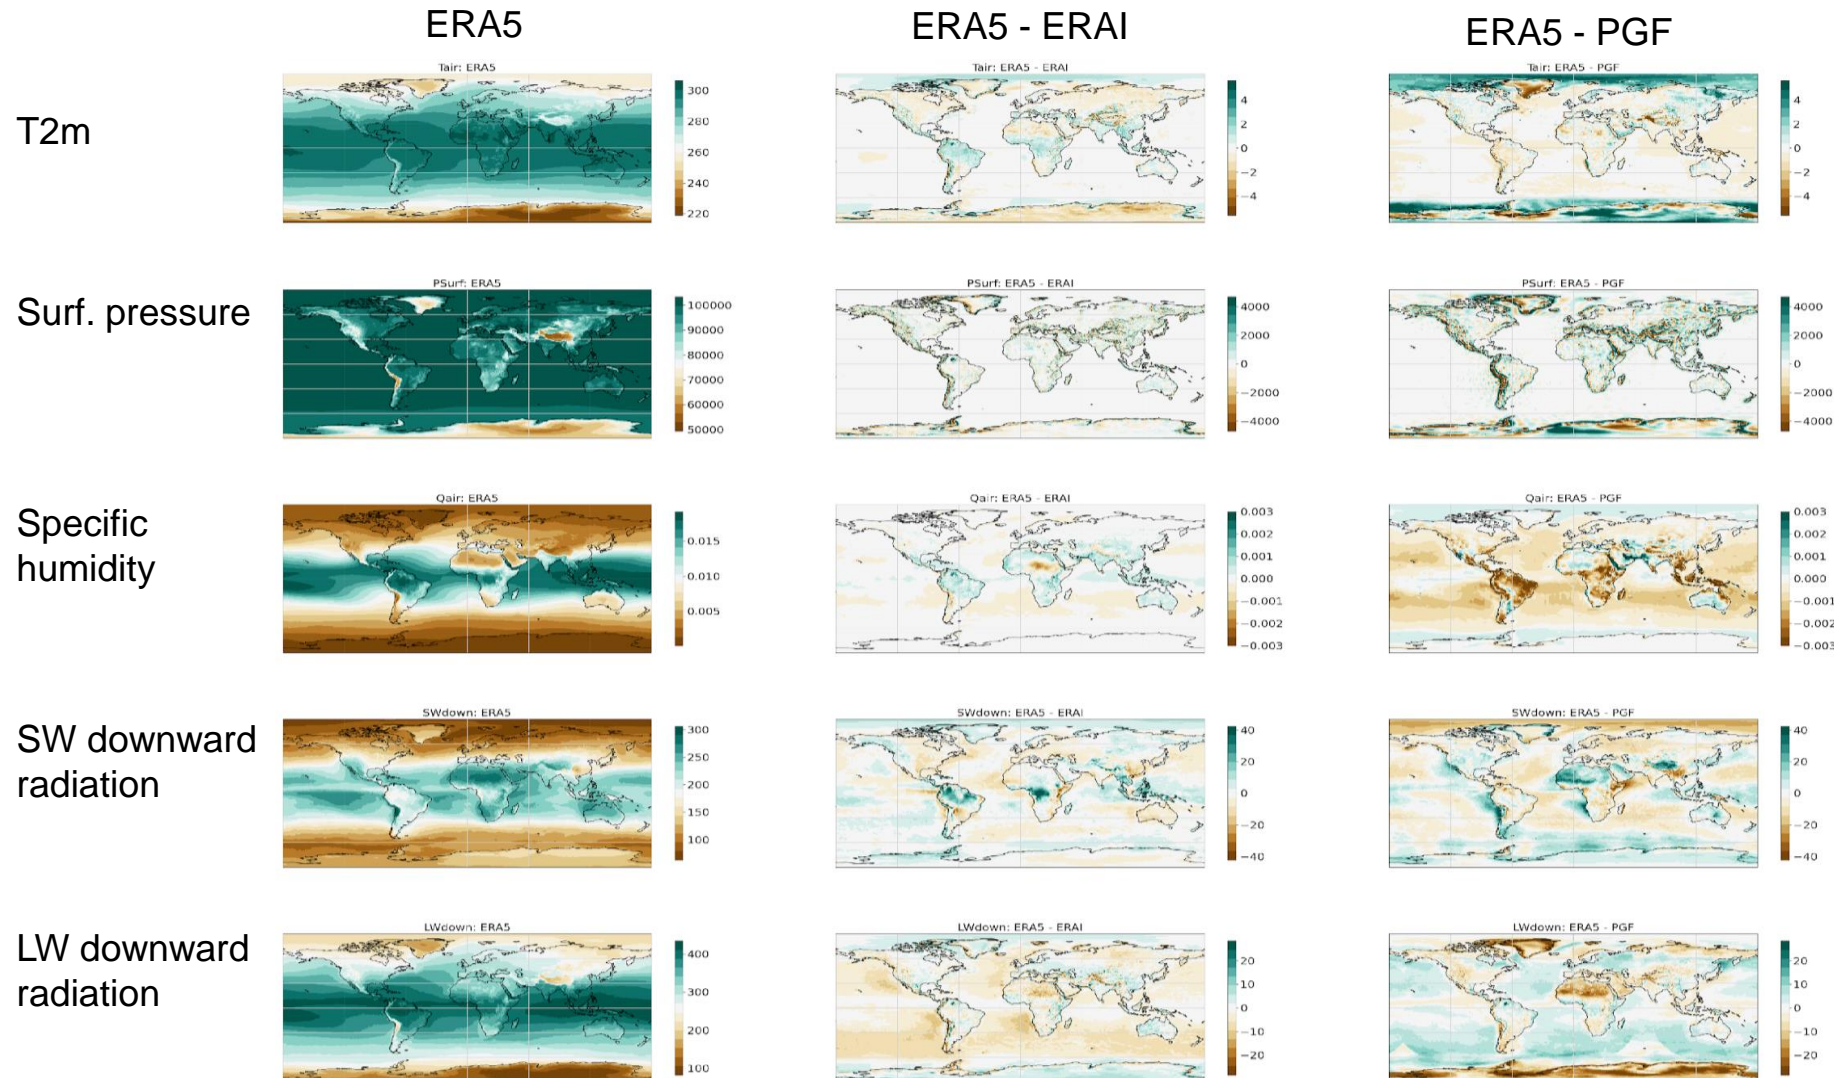 ERA5
ERA5 - ERAI
ERA5 - PGF
T2m
Tair: ERA5
300
280
260
240
220
Tair: ERA5 - ERAI
4
2
0
−2
−4
Tair: ERA5 - PGF
4
2
0
−2
−4
Surf. pressure
PSurf: ERA5
100000
90000
80000
70000
60000
50000
PSurf: ERA5 - ERAI
4000
2000
0
−2000
−4000
PSurf: ERA5 - PGF
4000
2000
0
−2000
−4000
Specific
humidity
Qair: ERA5
0.015
0.010
0.005
Qair: ERA5 - ERAI
0.003
0.002
0.001
0.000
−0.001
−0.002
−0.003
Qair: ERA5 - PGF
0.003
0.002
0.001
0.000
−0.001
−0.002
−0.003
SW downward
radiation
SWdown: ERA5
300
250
200
150
100
SWdown: ERA5 - ERAI
40
20
0
−20
−40
SWdown: ERA5 - PGF
40
20
0
−20
−40
LW downward
radiation
LWdown: ERA5
400
300
200
100
LWdown: ERA5 - ERAI
20
10
0
−10
−20
LWdown: ERA5 - PGF
20
10
0
−10
−20